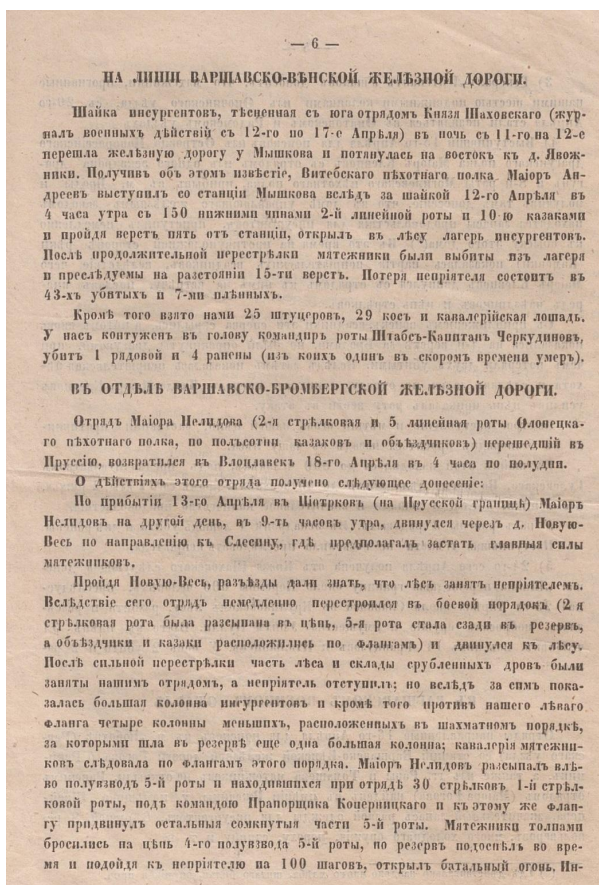 — 6 —
НА ЛИНІИ ВАРШАВСКО-ВѢНСКОЙ ЖЕЛѢЗНОЙ ДОРОГИ.
Шайка инсургентовъ, тѣсненная съ юга отрядомъ Князя Шаховскаго (жур-
налъ военныхъ дѣйствій съ 12-го по 17-е Апрѣля) въ ночь съ 11-го на 12-е
перешла желѣзную дорогу у Мышкова и потянулась на востокъ къ д. Явож-
ники. Получивъ объ этомъ извѣстіе, Витебскаго пѣхотнаго полка Маіоръ Ан-
дреевъ выступилъ со станціи Мышкова вслѣдъ за шайкой 12-го Апрѣля въ
4 часа утра съ 150 нижними чинами 2-й линейной роты и 10-ю казаками
и пройдя верстъ пять отъ станціи, открылъ въ лѣсу лагерь инсургентовъ.
Послѣ продолжительной перестрѣлки мятежники были выбиты изъ лагеря
и преслѣдуемы на разстояніи 15-ти верстъ. Потеря непріятеля состоитъ въ
43-хъ убитыхъ и 7-ми плѣнныхъ.
Кромѣ того взято нами 25 штуцеровъ, 29 косъ и кавалерійская лошадь.
У насъ контуженъ въ голову командиръ роты Штабсъ-Капитанъ Черкудиновъ,
убитъ 1 рядовой и 4 ранены (изъ коихъ одинъ въ скоромъ времени умеръ).
ВЪ ОТДѢЛѢ ВАРШАВСКО-БРОМБЕРГСКОЙ ЖЕЛѢЗНОЙ ДОРОГИ.
Отрядъ Маіора Нелидова (2-я стрѣлковая и 5 линейная роты Олонецка-
го пѣхотнаго полка, по полъсотни казаковъ и объѣздчиковъ) перешедшій въ
Пруссію, возвратился въ Влоцлавекъ 18-го Апрѣля въ 4 часа по полудни.
О дѣйствіяхъ этого отряда получено слѣдующее донесеніе:
По прибытіи 13-го Апрѣля въ Піотрковъ (на Прусской границѣ) Маіоръ
Нелидовъ на другой день, въ 9-ть часовъ утра, двинулся черезъ д. Новую-
Весь по направленію къ Слесину, гдѣ предполагалъ застать главныя силы
мятежниковъ.
Пройдя Новую-Весь, разъѣзды дали знать, что лѣсъ занятъ непріятелемъ.
Вслѣдствіе сего отрядъ немедленно перестроился въ боевой порядокъ (2 я
стрѣлковая рота была разсыпана въ цѣпь, 5-я рота стала сзади въ резервъ,
а объѣздчики и казаки расположились по флангамъ) и двинулся къ лѣсу.
Послѣ сильной перестрѣлки часть лѣса и склады срубленныхъ дровъ были
заняты нашимъ отрядомъ, а непріятель отступилъ; но вслѣдъ за симъ пока-
залась большая колонна инсургентовъ и кромѣ того противъ нашего лѣваго
фланга четыре колонны меньшихъ, расположенныхъ въ шахматномъ порядкѣ,
за которыми шла въ резервѣ еще одна большая колонна; кавалерія мятежни-
ковъ слѣдовала по флангамъ этого порядка. Маіоръ Нелидовъ разсыпалъ влѣ-
во полувзводъ 5-й роты и находившихся при отрядѣ 30 стрѣлковъ 1-й стрѣл-
ковой роты, подъ командою Прапорщика Коперницкаго и къ этому же флан-
гу придвинулъ остальныя сомкнутыя части 5-й роты. Мятежники толпами
бросились на цѣпь 4-го полувзвода 5-й роты, но резервъ подоспѣлъ во вре-
мя и подойдя къ непріятелю на 100 шаговъ, открылъ батальный огонь. Ин-